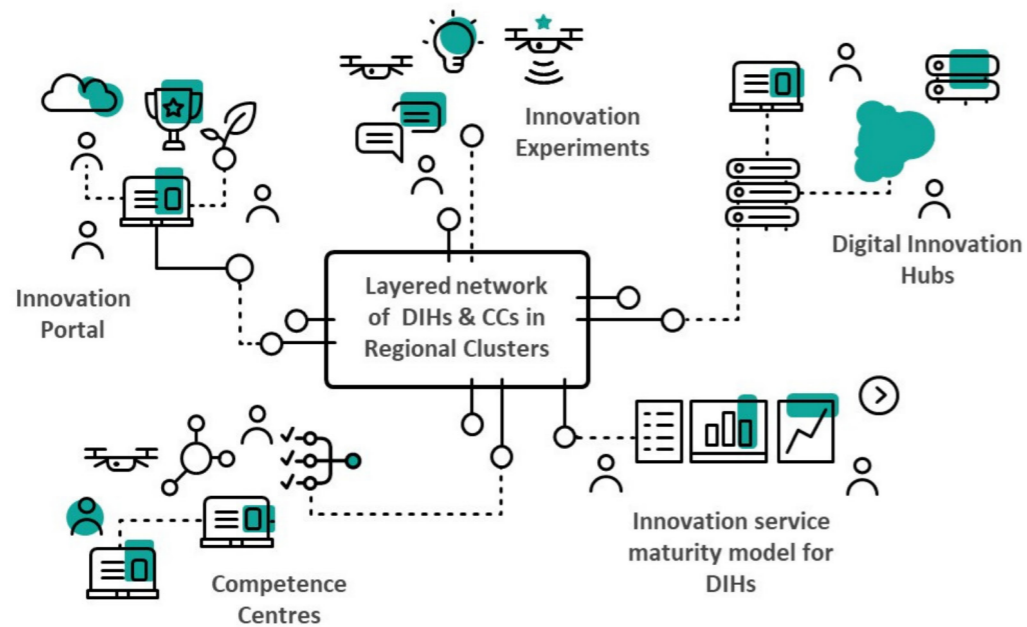 Innovation
Experiments
Digital Innovation
Hubs
Innovation
Portal
Layered network
of DIHs & CCs in
Regional Clusters
Innovation service
maturity model for
DIHs
Competence
Centres